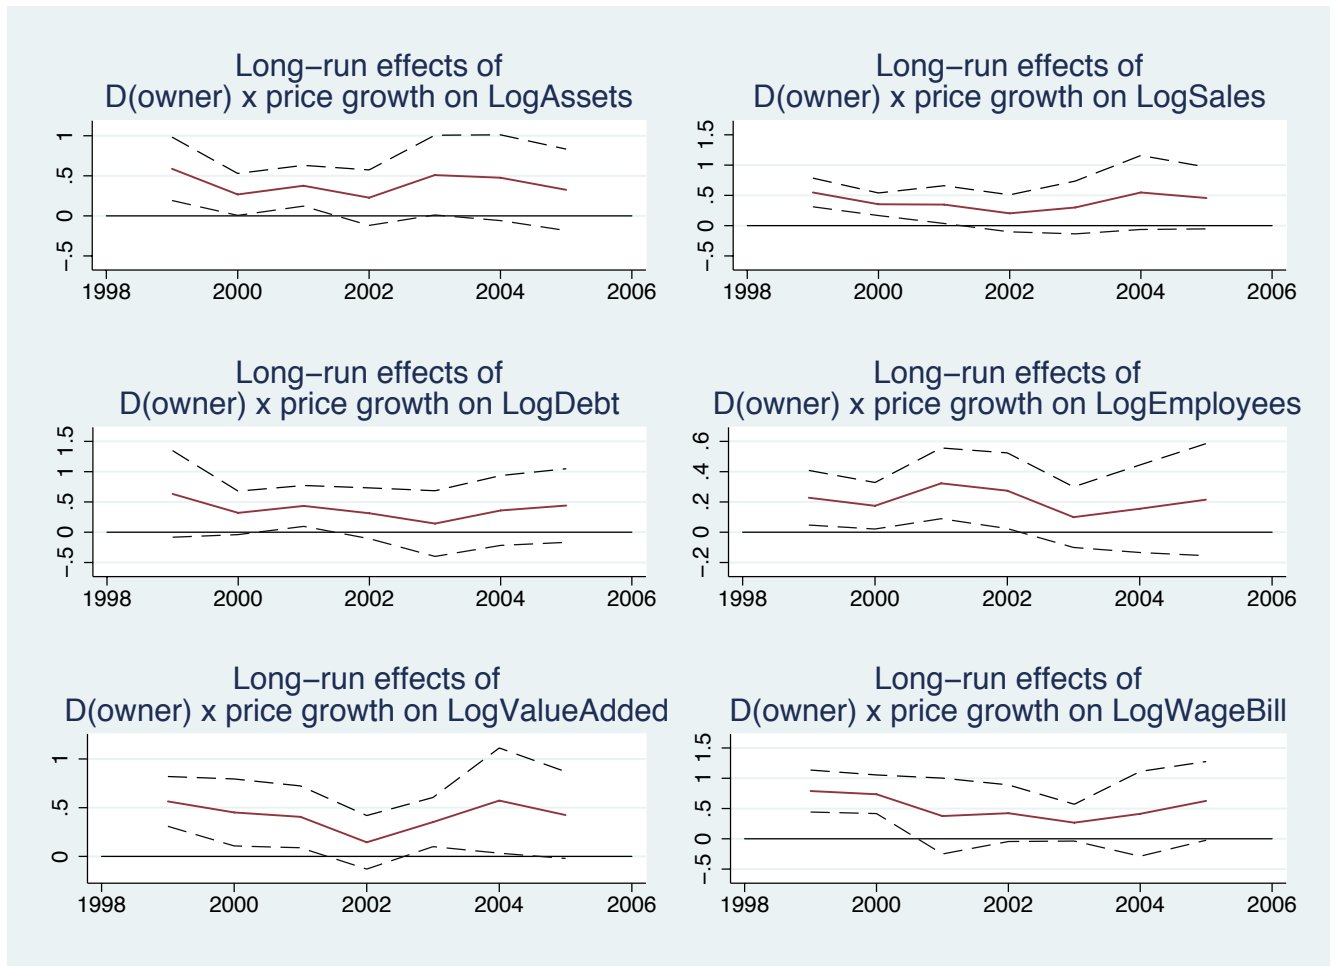 Long−run effects of
D(owner) x price growth on LogAssets
1
.5
0
−.5
1998 2000 2002 2004 2006
Long−run effects of
D(owner) x price growth on LogSales
1.5
1
.5
0
−.5
1998 2000 2002 2004 2006
Long−run effects of
D(owner) x price growth on LogDebt
1.5
1
.5
0
−.5
1998 2000 2002 2004 2006
Long−run effects of
D(owner) x price growth on LogEmployees
.6
.4
.2
0
−.2
1998 2000 2002 2004 2006
Long−run effects of
D(owner) x price growth on LogValueAdded
1
.5
0
1998 2000 2002 2004 2006
Long−run effects of
D(owner) x price growth on LogWageBill
1.5
1
.5
0
−.5
1998 2000 2002 2004 2006